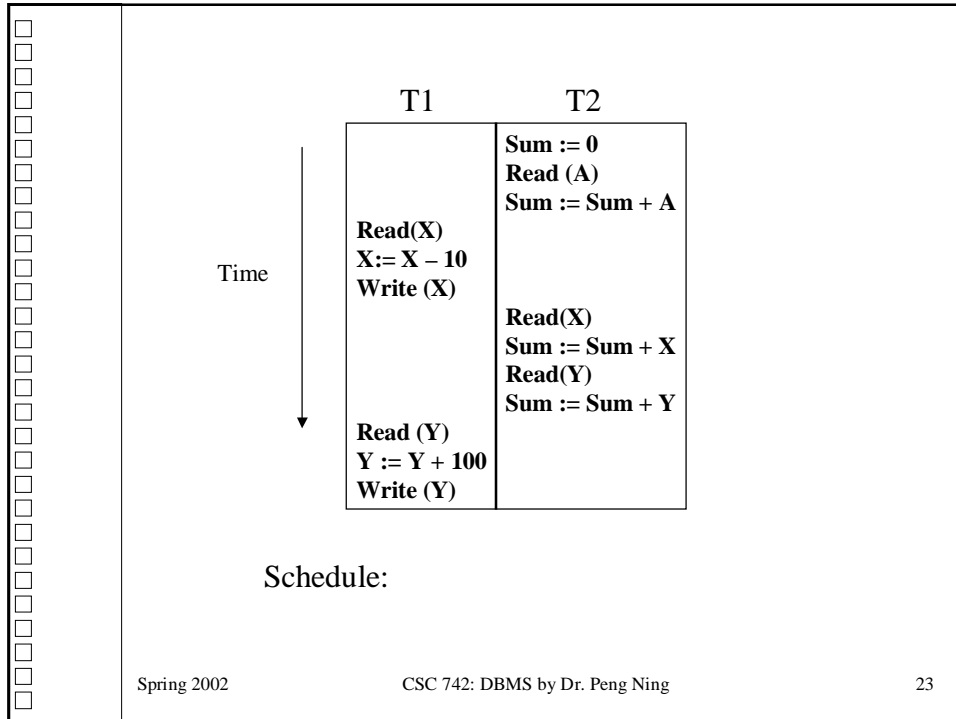 T1 T2
Sum := 0
Read (A)
Sum := Sum + A
Read(X)
X:= X – 10
Time
Write (X)
Read(X)
Sum := Sum + X
Read(Y)
Sum := Sum + Y
Read (Y)
Y := Y + 100
Write (Y)
Schedule:
Spring 2002 CSC 742: DBMS by Dr. Peng Ning 23